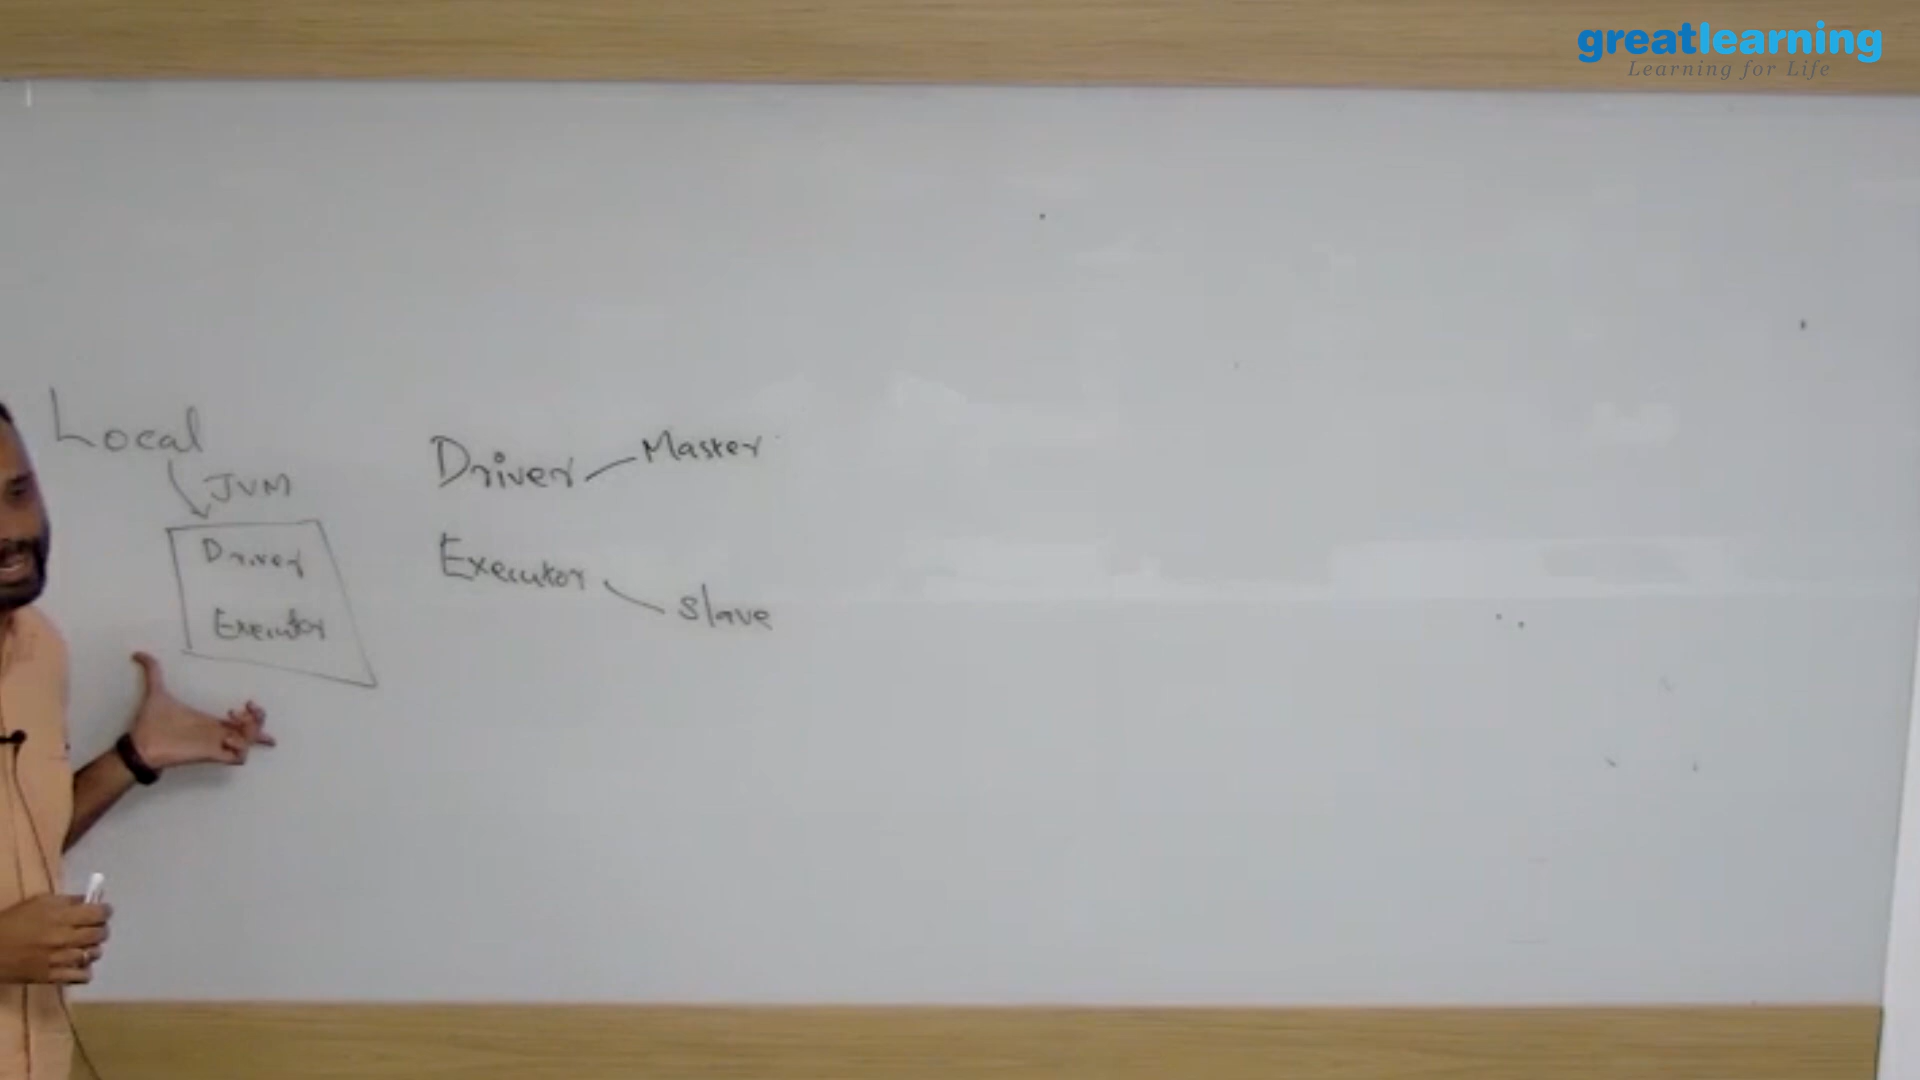 greatlearning
Learning for Life
Local
JVM
Driver
Executor
Driver Master
Executor Slave